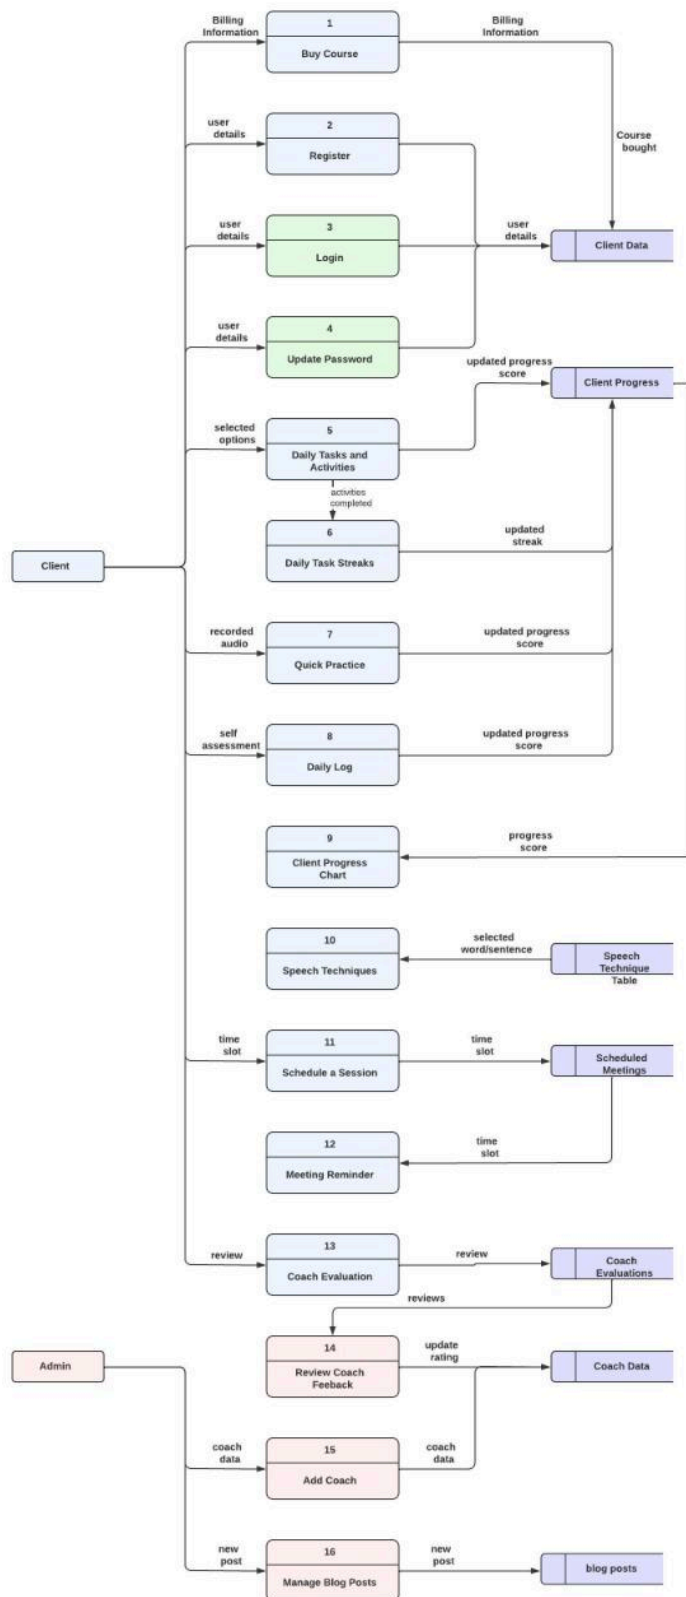 Billing
Information
1
Buy Course
Billing
Information
Course
bought
user
details
2
Register
user
details
3
Login
user
details
Client Data
user
details
4
Update Password
updated progress
score
Client Progress
selected
options
5
Daily Tasks and
Activities
activities
completed
6
Daily Task Streaks
updated
streak
Client
recorded
audio
7
Quick Practice
updated progress
score
self
assessment
8
Daily Log
updated progress
score
9
Client Progress
Chart
progress
score
10
Speech Techniques
selected
word/sentence
Speech
Technique
Table
time
slot
11
Schedule a Session
time
slot
Scheduled
Meetings
12
Meeting Reminder
time
slot
review
13
Coach Evaluation
review
Coach
Evaluations
reviews
Admin
14
Review Coach
Feeback
update
rating
Coach Data
coach
data
15
Add Coach
coach
data
new
post
16
Manage Blog Posts
new
post
blog posts